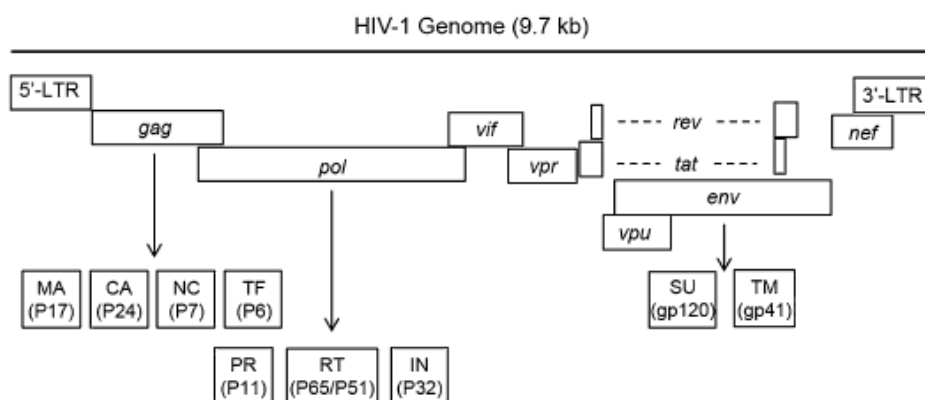 HIV-1 Genome (9.7 kb)
5'-LTR
3'-LTR
gag
vif
rev
nef
pol
vpr
tat
env
vpu
MA
(P17)
CA
(P24)
NC
(P7)
TF
(P6)
SU
(gp120)
TM
(gp41)
PR
(P11)
RT
(P65/P51)
IN
(P32)